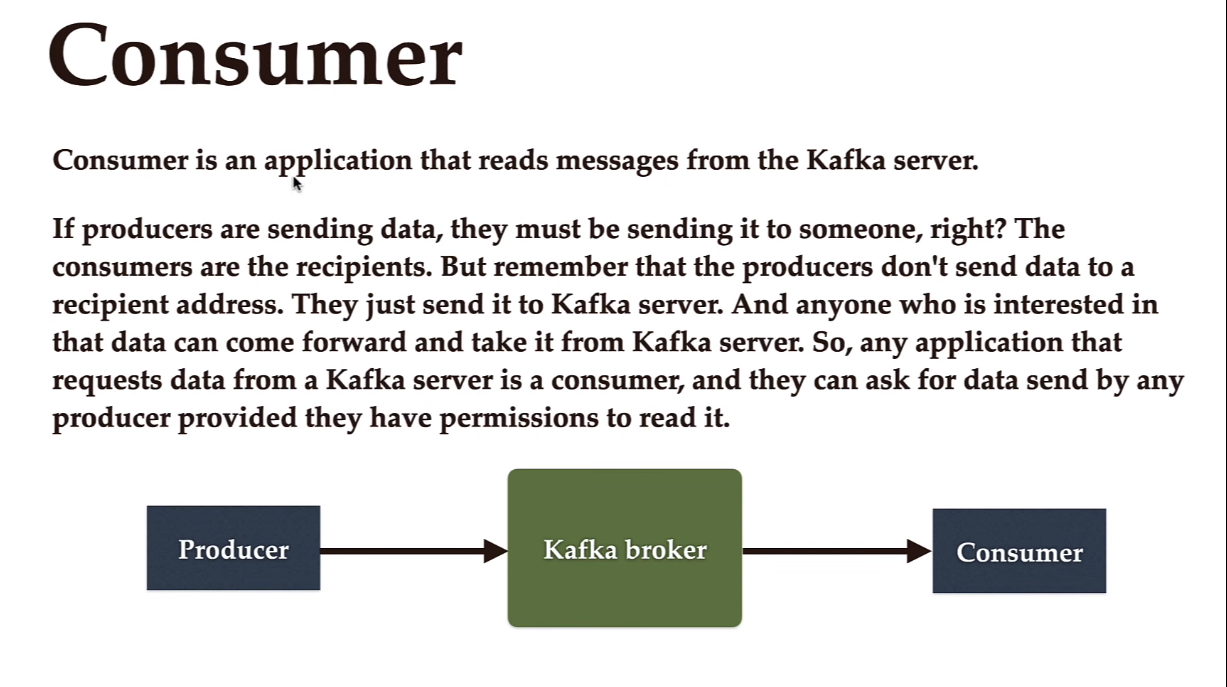 Consumer
Consumer is an application that reads messages from the Kafka server.
If producers are sending data, they must be sending it to someone, right? The
consumers are the recipients. But remember that the producers don't send data to a
recipient address. They just send it to Kafka server. And anyone who is interested in
that data can come forward and take it from Kafka server. So, any application that
requests data from a Kafka server is a consumer, and they can ask for data send by any
producer provided they have permissions to read it.
Producer
Kafka broker
Consumer